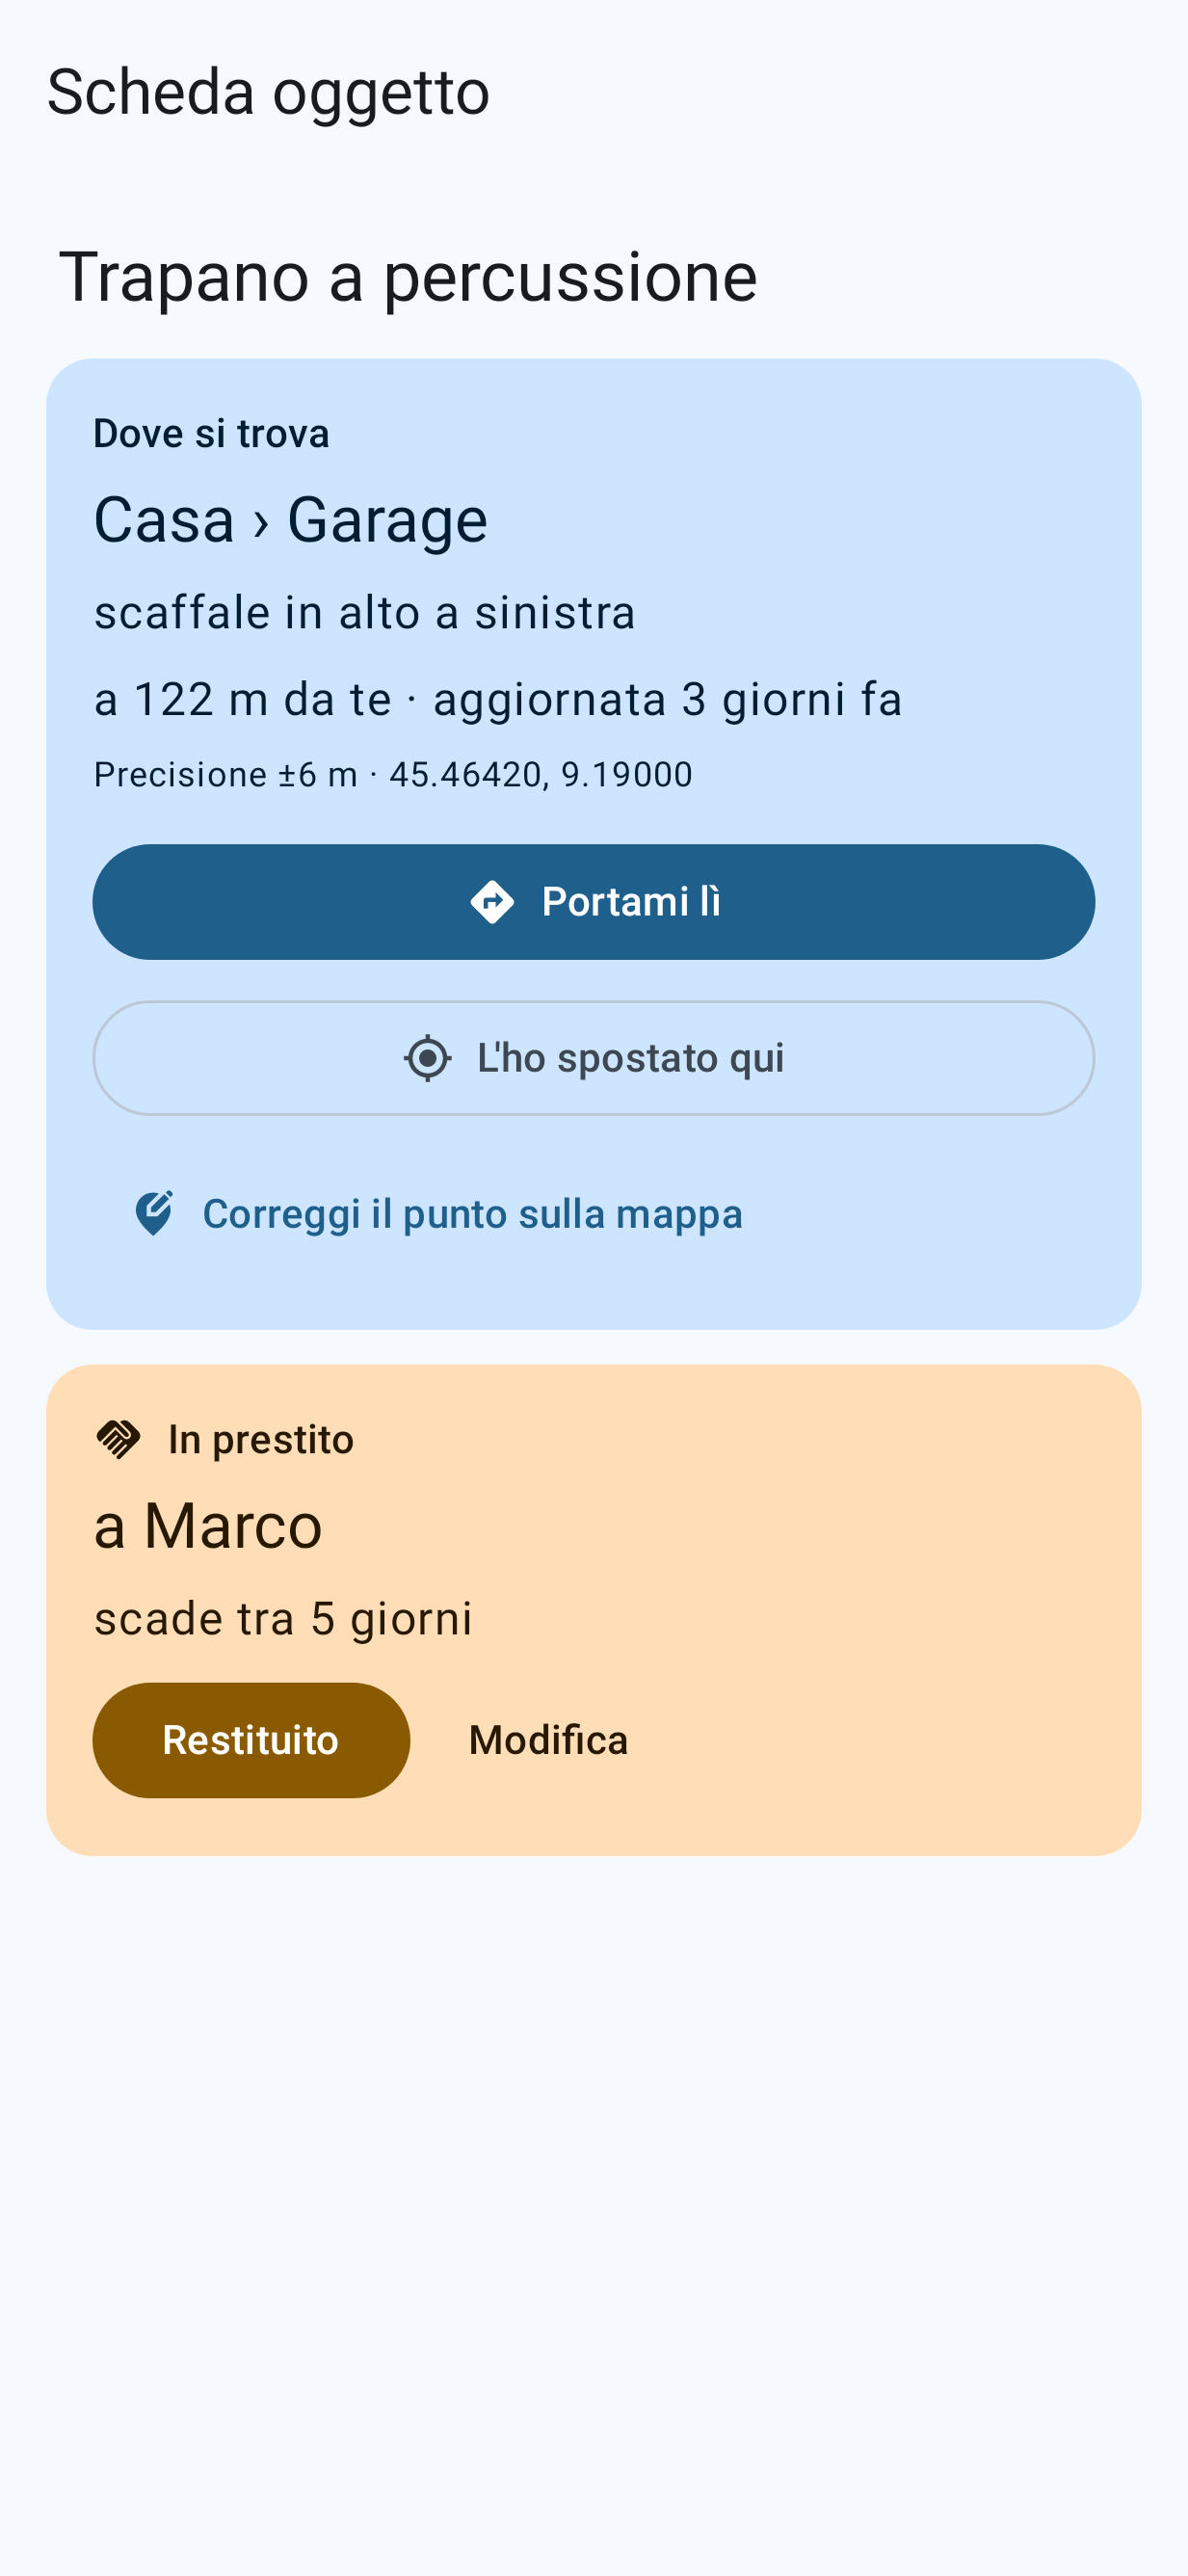 Scheda oggetto
Trapano a percussione
Dove si trova
Casa › Garage
scaffale in alto a sinistra
a 122 m da te · aggiornata 3 giorni fa
Precisione ±6 m · 45.46420, 9.19000
Portami lì
L'ho spostato qui
Correggi il punto sulla mappa
In prestito
a Marco
scade tra 5 giorni
Restituito
Modifica